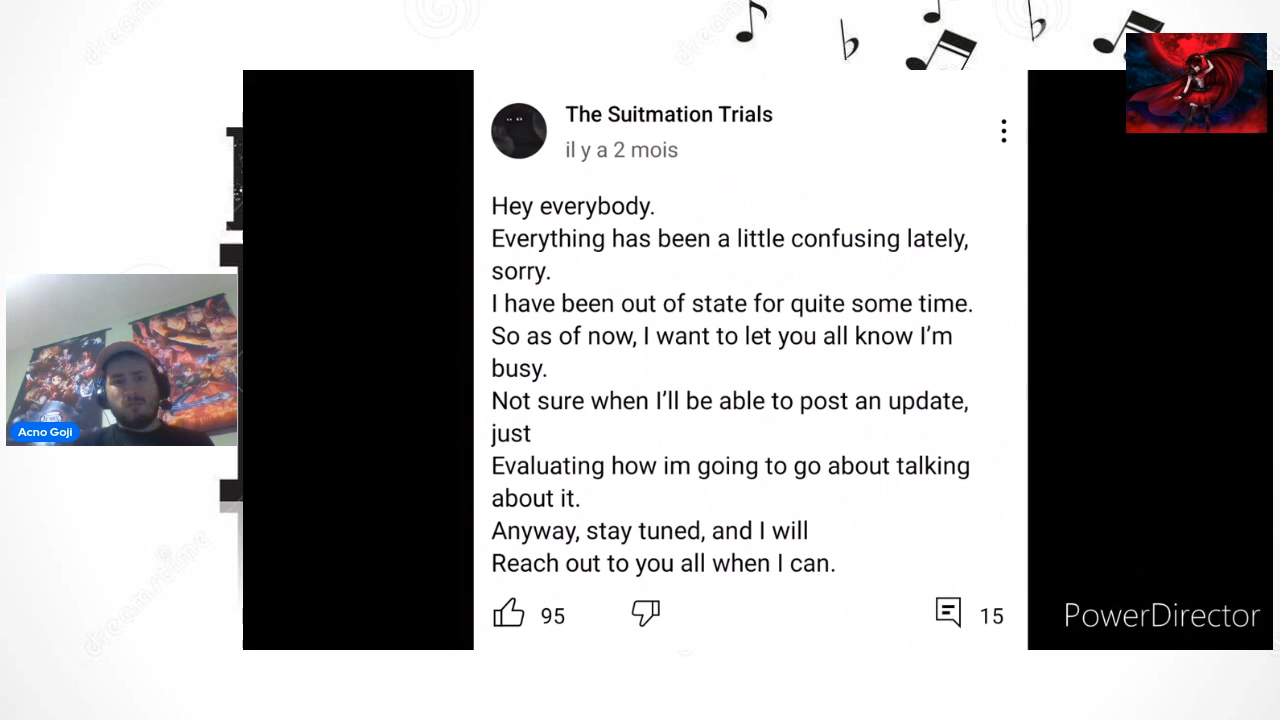 The Suitmation Trials
il y a 2 mois
Hey everybody.
Everything has been a little confusing lately,
sorry.
I have been out of state for quite some time.
So as of now, I want to let you all know I’m
busy.
Not sure when I’ll be able to post an update,
just
Evaluating how im going to go about talking
about it.
Anyway, stay tuned, and I will
Reach out to you all when I can.
95
15
Acno Goji
PowerDirector